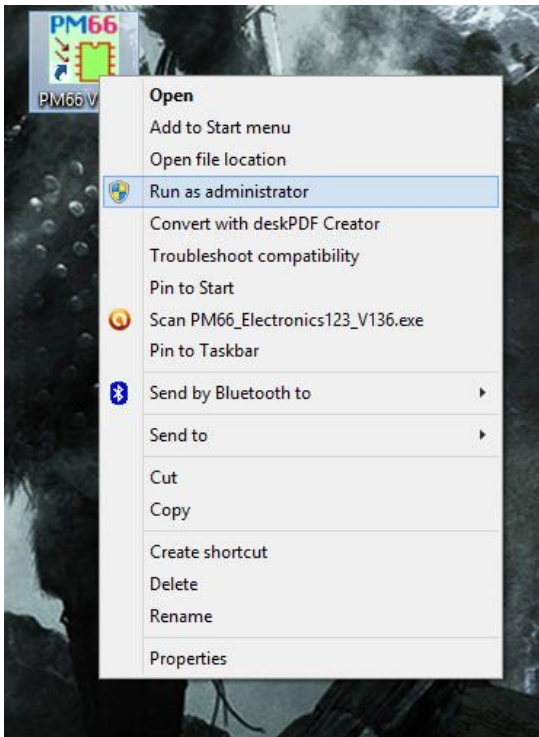 PM66
PM66 V
Open
Add to Start menu
Open file location
Run as administrator
Convert with deskPDF Creator
Troubleshoot compatibility
Pin to Start
Scan PM66_Electronics123_V136.exe
Pin to Taskbar
Send by Bluetooth to
Send to
Cut
Copy
Create shortcut
Delete
Rename
Properties